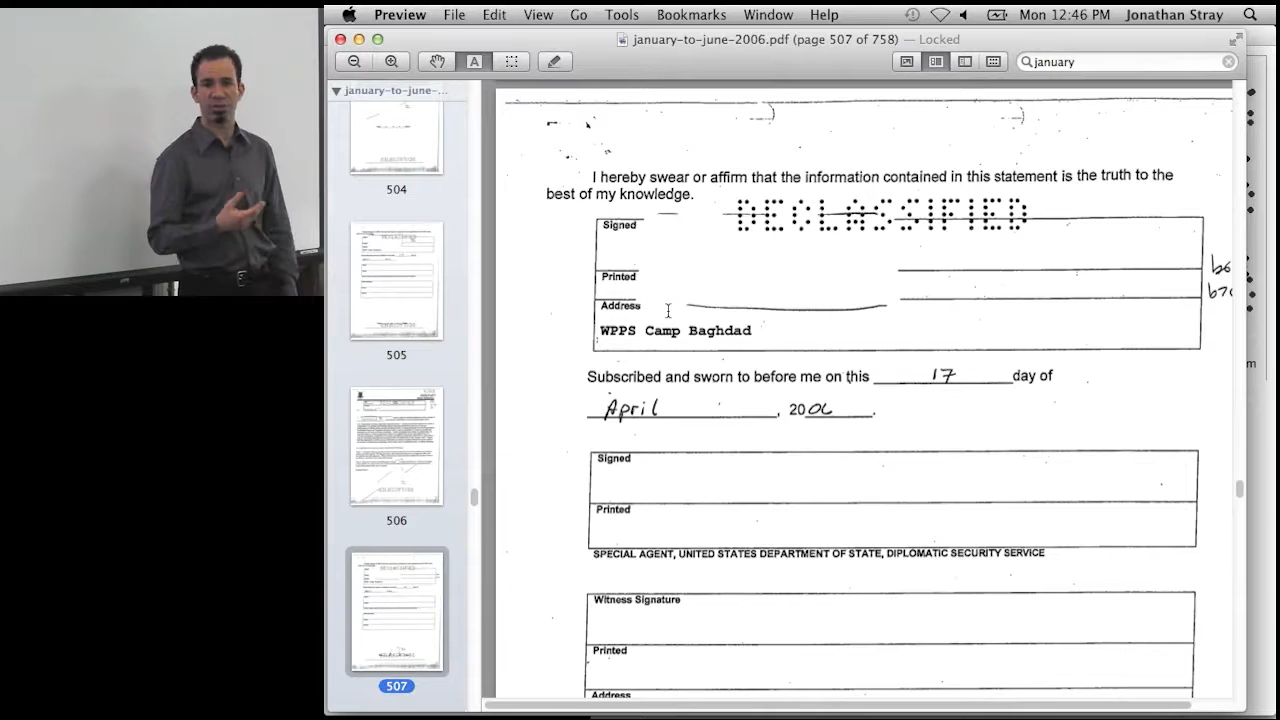 Preview File Edit View Go Tools Bookmarks Window Help Mon 12:46 PM Jonathan Stray
january-to-june-2006.pdf (page 507 of 758) — Locked
january
january-to-june-...
504
505
506
507
I hereby swear or affirm that the information contained in this statement is the truth to the
best of my knowledge.
DECLASSIFIED
Signed
Printed
Address
WPPS Camp Baghdad
b6
Subscribed and sworn to before me on this 17 day of
April, 2006.
Signed
Printed
SPECIAL AGENT, UNITED STATES DEPARTMENT OF STATE, DIPLOMATIC SECURITY SERVICE
Witness Signature
Printed
Address